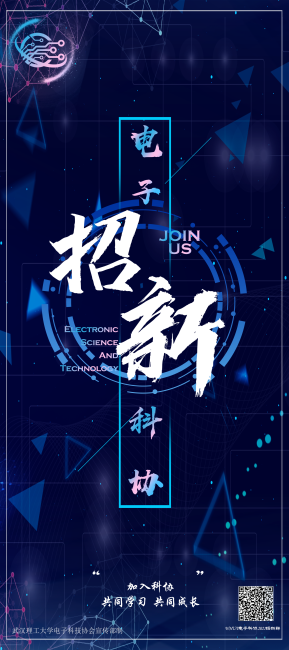 电子科协
招新
JOIN
US
ELECTRONIC
SCIENCE
AND
TECHNOLOGY
“ ”
加入科协
共同学习 共同成长
武汉理工大学电子科技协会宣传部制